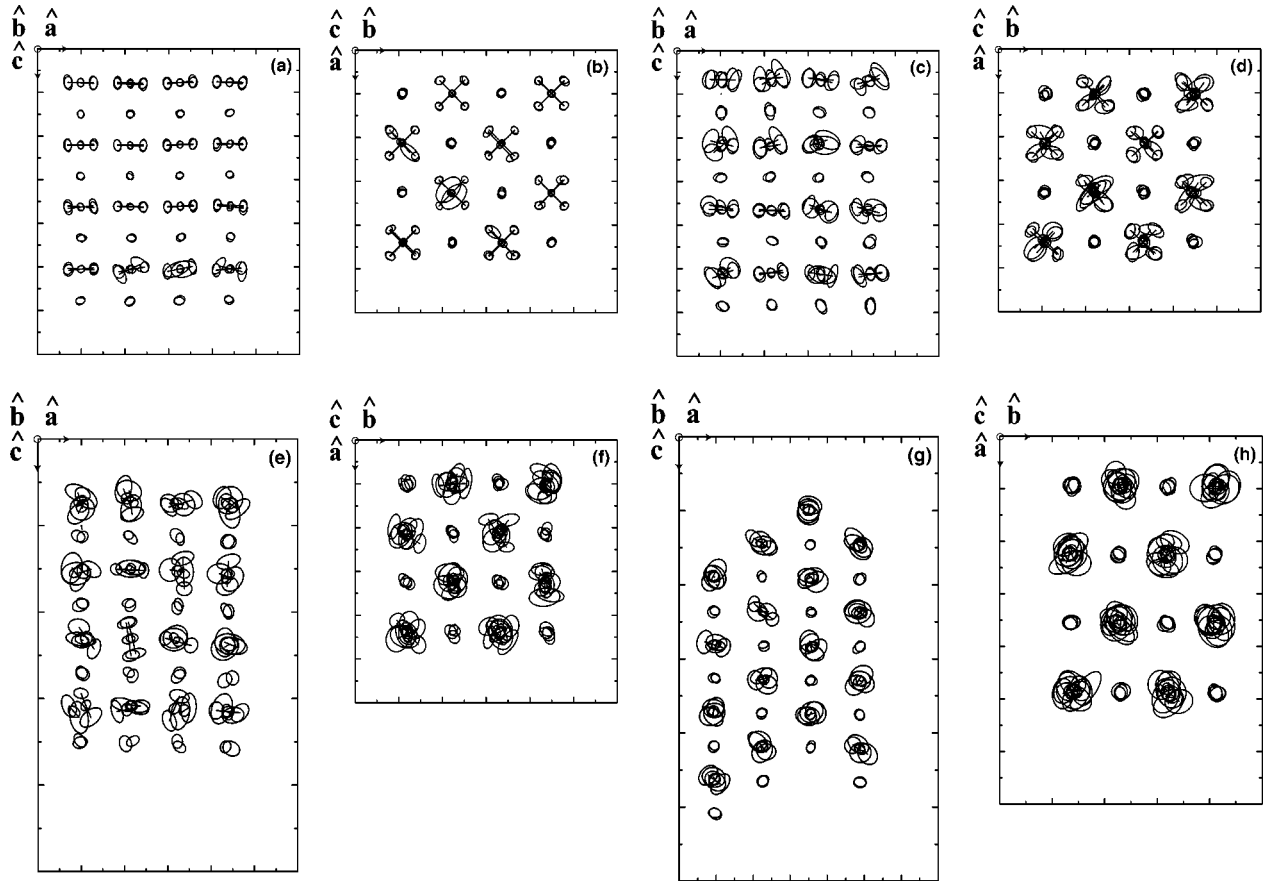 b̂ â
ĉ (a)
ĉ b̂
â (b)
b̂ â
ĉ (c)
ĉ b̂
â (d)
b̂ â
ĉ (e)
ĉ b̂
â (f)
b̂ â
ĉ (g)
ĉ b̂
â (h)